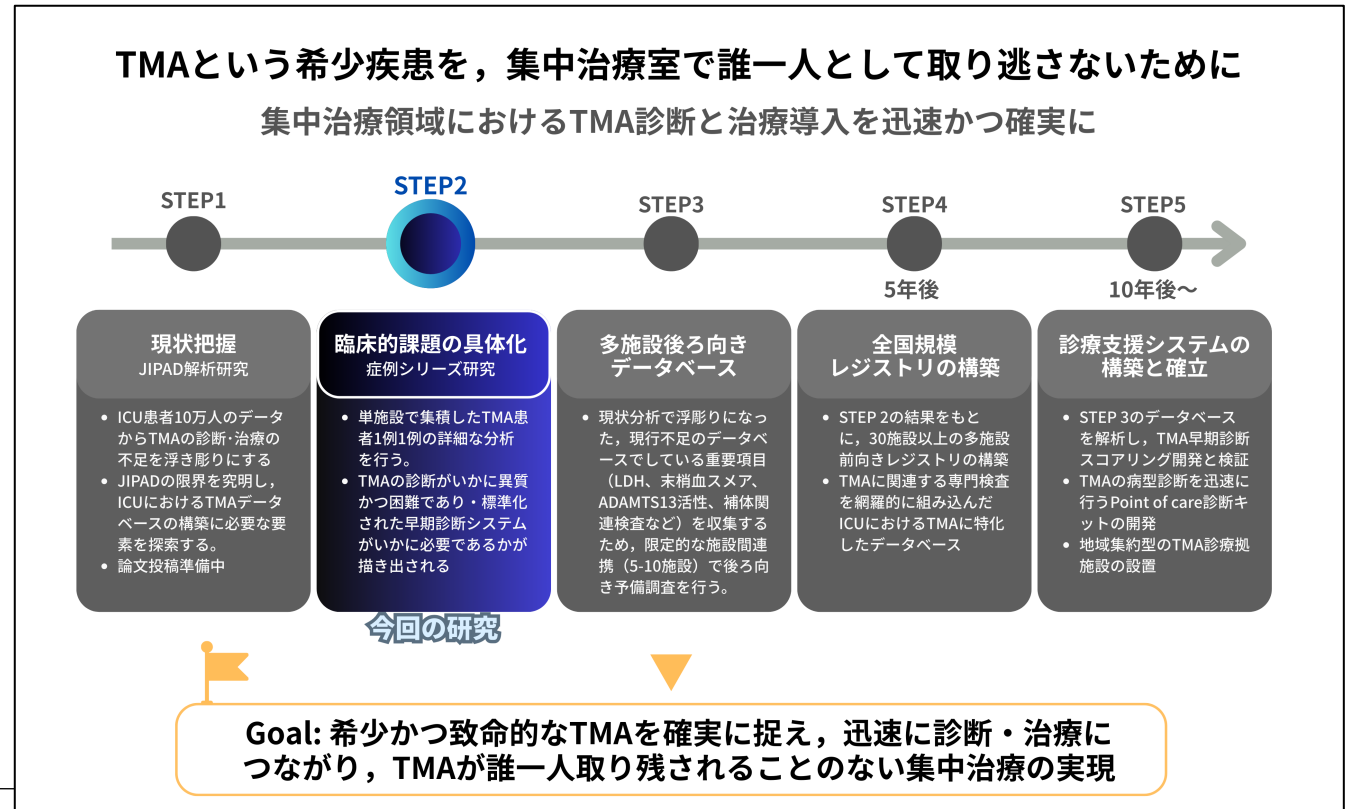 TMAという希少疾患を，集中治療室で誰一人として取り逃さないために
集中治療領域におけるTMA診断と治療導入を迅速かつ確実に
STEP1
STEP2
STEP3
STEP4
STEP5
5年後
10年後〜
現状把握
JIPAD解析研究
• ICU患者10万人のデータ
からTMAの診断･治療の
不足を浮き彫りにする
• JIPADの限界を究明し，
ICUにおけるTMAデータ
ベースの構築に必要な要
素を探索する。
• 論文投稿準備中
臨床的課題の具体化
症例シリーズ研究
• 単施設で集積したTMA患
者1例1例の詳細な分析
を行う。
• TMAの診断がいかに異質
かつ困難であり・標準化
された早期診断システム
がいかに必要であるかが
描き出される
今回の研究
多施設後ろ向き
データベース
• 現状分析で浮彫りになっ
た，現行不足のデータベ
ースでしている重要項目
（LDH、末梢血スメア、
ADAMTS13活性、補体関
連検査など）を収集する
ため，限定的な施設間連
携（5-10施設）で後ろ向
き予備調査を行う。
全国規模
レジストリの構築
• STEP 2の結果をもと
に，30施設以上の多施設
前向きレジストリの構築
• TMAに関連する専門検査
を網羅的に組み込んだ
ICUにおけるTMAに特化
したデータベース
診療支援システムの
構築と確立
• STEP 3のデータベース
を解析し，TMA早期診断
スコアリング開発と検証
• TMAの病型診断を迅速に
行うPoint of care診断キ
ットの開発
• 地域集約型のTMA診療拠
施設の設置
Goal: 希少かつ致命的なTMAを確実に捉え，迅速に診断・治療に
つながり，TMAが誰一人取り残されることのない集中治療の実現